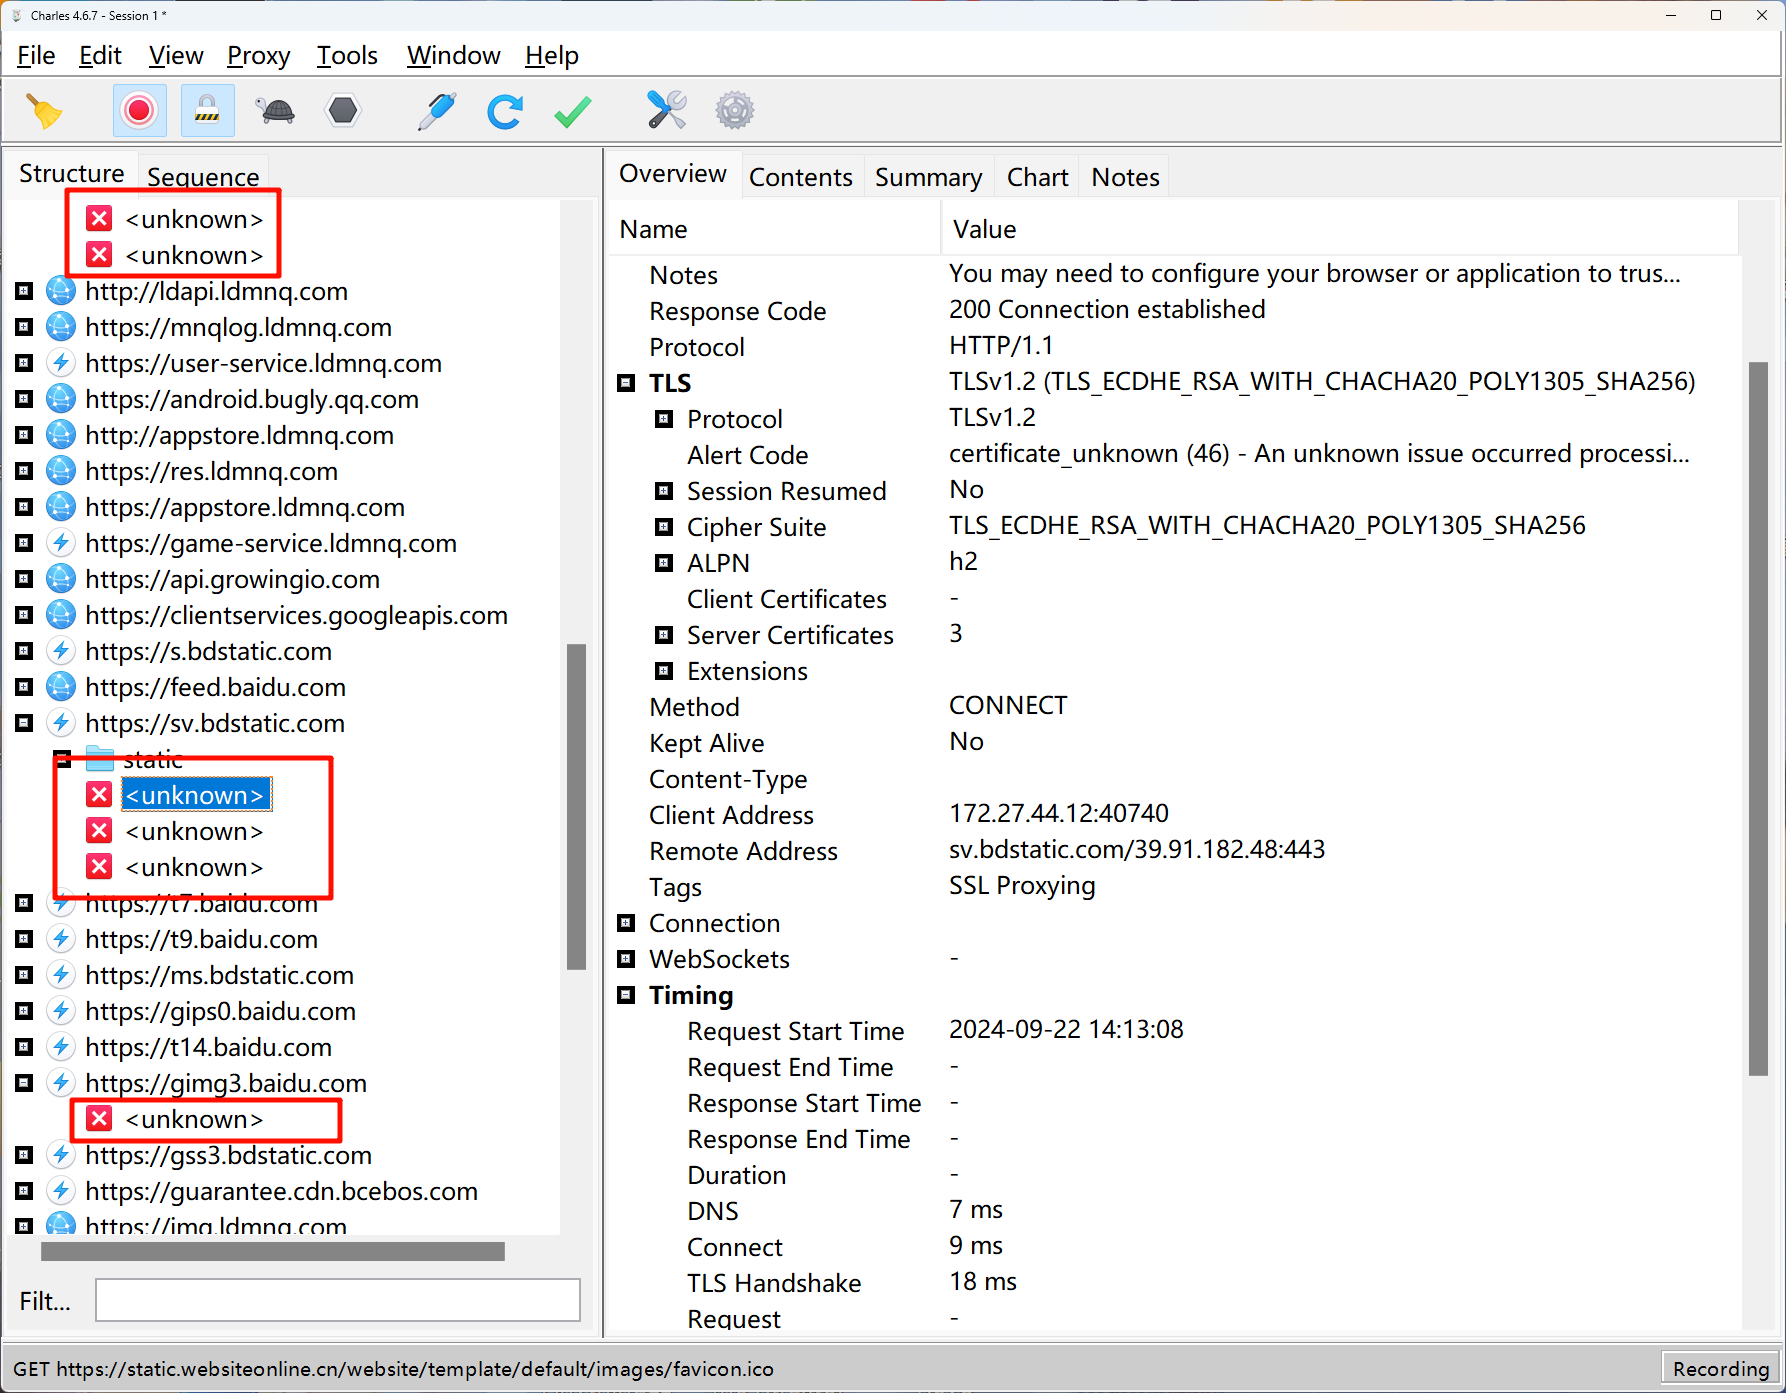 Charles 4.6.7 - Session 1 *
File Edit View Proxy Tools Window Help
Structure Sequence
<unknown>
<unknown>
http://ldapi.ldmnq.com
https://mnqlog.ldmnq.com
https://user-service.ldmnq.com
https://android.bugly.qq.com
http://appstore.ldmnq.com
https://res.ldmnq.com
https://appstore.ldmnq.com
https://game-service.ldmnq.com
https://api.growingio.com
https://clientservices.googleapis.com
https://s.bdstatic.com
https://feed.baidu.com
https://sv.bdstatic.com
static
<unknown>
<unknown>
<unknown>
https://t7.baidu.com
https://t9.baidu.com
https://ms.bdstatic.com
https://gips0.baidu.com
https://t14.baidu.com
https://gimg3.baidu.com
<unknown>
https://gss3.bdstatic.com
https://guarantee.cdn.bcebos.com
https://img.ldmnq.com
Filt...
Overview Contents Summary Chart Notes
Name Value
Notes You may need to configure your browser or application to trus...
Response Code 200 Connection established
Protocol HTTP/1.1
TLS TLSv1.2 (TLS_ECDHE_RSA_WITH_CHACHA20_POLY1305_SHA256)
Protocol TLSv1.2
Alert Code certificate_unknown (46) - An unknown issue occurred processi...
Session Resumed No
Cipher Suite TLS_ECDHE_RSA_WITH_CHACHA20_POLY1305_SHA256
ALPN h2
Client Certificates -
Server Certificates 3
Extensions
Method CONNECT
Kept Alive No
Content-Type
Client Address 172.27.44.12:40740
Remote Address sv.bdstatic.com/39.91.182.48:443
Tags SSL Proxying
Connection
WebSockets -
Timing
Request Start Time 2024-09-22 14:13:08
Request End Time -
Response Start Time -
Response End Time -
Duration -
DNS 7 ms
Connect 9 ms
TLS Handshake 18 ms
Request -
GET https://static.websiteonline.cn/website/template/default/images/favicon.ico
Recording